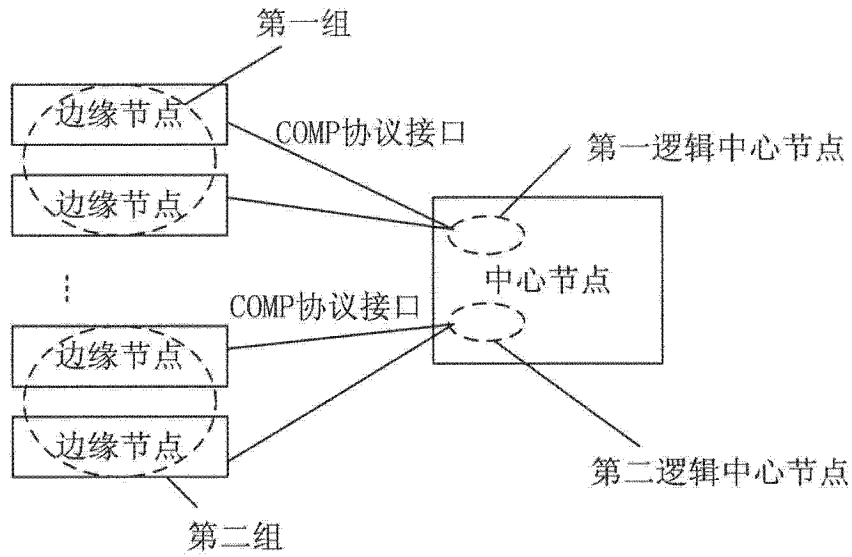 第一组
边缘节点
COMP协议接口
第一逻辑中心节点
边缘节点
中心节点
COMP协议接口
边缘节点
边缘节点
第二逻辑中心节点
第二组